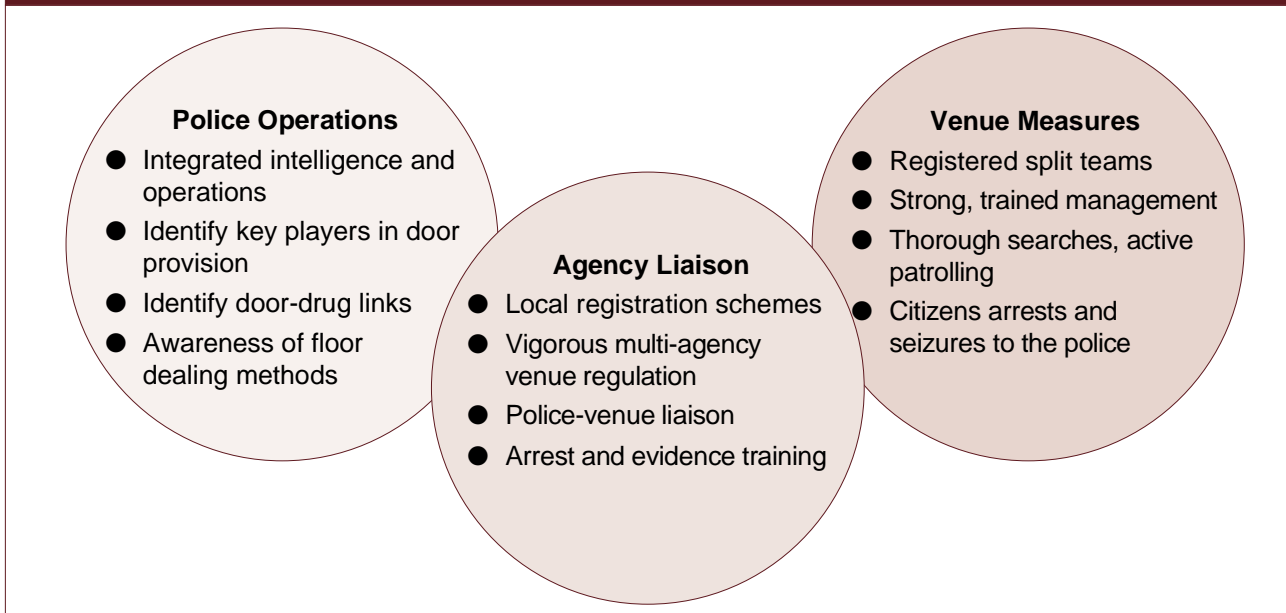 Police Operations
● Integrated intelligence and
operations
● Identify key players in door
provision
● Identify door-drug links
● Awareness of floor
dealing methods
Agency Liaison
● Local registration schemes
● Vigorous multi-agency
venue regulation
● Police-venue liaison
● Arrest and evidence training
Venue Measures
● Registered split teams
● Strong, trained management
● Thorough searches, active
patrolling
● Citizens arrests and
seizures to the police